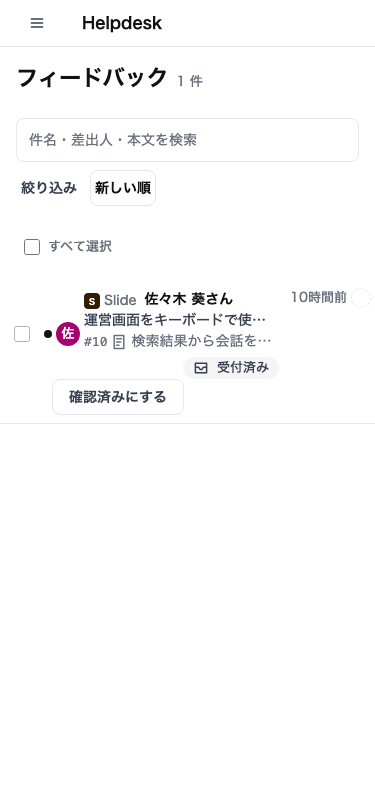 Helpdesk
フィードバック 1 件
件名・差出人・本文を検索
絞り込み 新しい順
すべて選択
S Slide 佐々木 葵さん 10時間前
佐 運営画面をキーボードで使…
#10 検索結果から会話を…
受付済み
確認済みにする